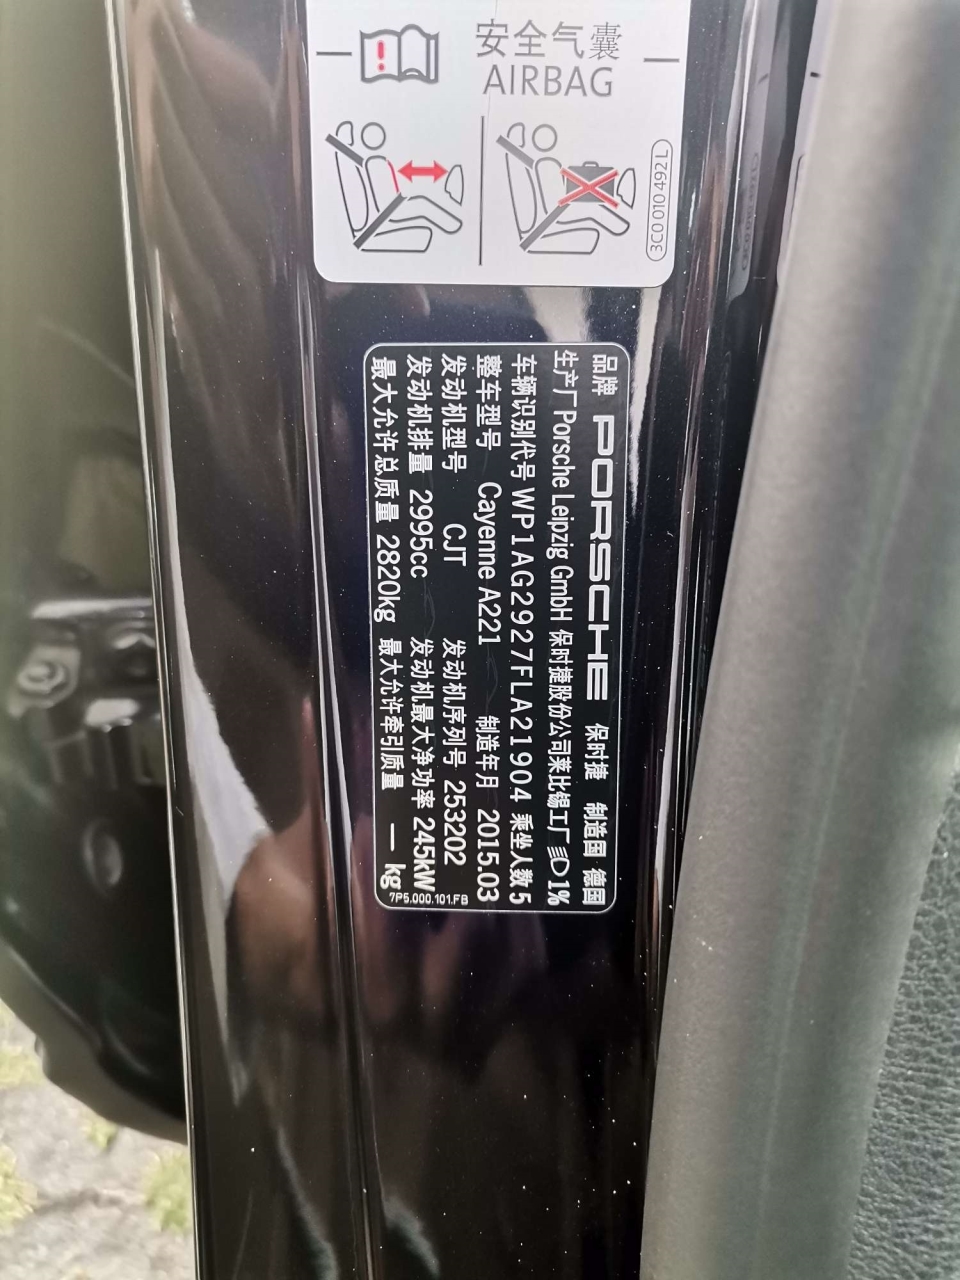 安全气囊
AIRBAG
3C0 010 492 L
品牌 PORSCHE 保时捷 制造国 德国
生产厂 Porsche Leipzig GmbH 保时捷股份公司莱比锡工厂 1%
车辆识别代号 WP1AG2927FLA21904 乘坐人数 5
整车型号 Cayenne A221 制造年月 2015.03
发动机型号 CJT 发动机序列号 253202
发动机排量 2995cc 发动机最大净功率 245kW
最大允许总质量 2820kg 最大允许牵引质量 — kg
7P5.000.101.FB